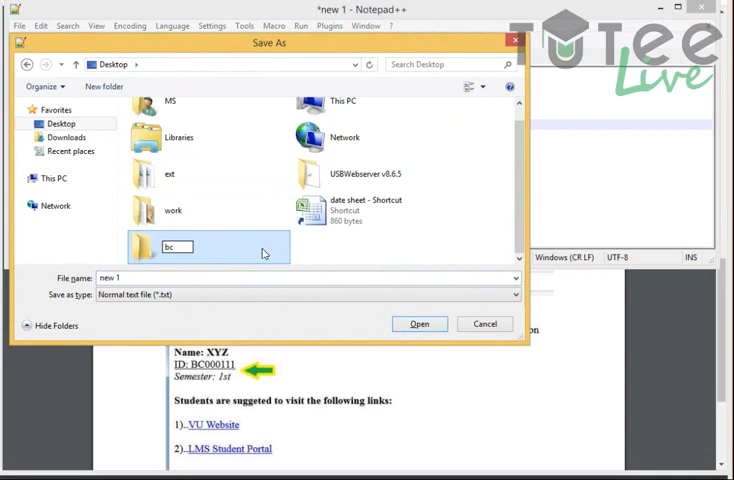 *new 1 - Notepad++
File Edit Search View Encoding Language Settings Tools Macro Run Plugins Window ?
TUTee
Live
Save As
Desktop
Search Desktop
Organize
New folder
Favorites
Desktop
Downloads
Recent places
This PC
Network
MS
This PC
Libraries
Network
ext
USBWebserver v8.6.5
work
date sheet - Shortcut
Shortcut
860 bytes
bc
File name: new 1
Save as type: Normal text file (*.txt)
Hide Folders
Open
Cancel
Windows (CR LF) UTF-8 INS
on
Name: XYZ
ID: BC000111
Semester: 1st
Students are suggeted to visit the following links:
1)..VU Website
2)..LMS Student Portal